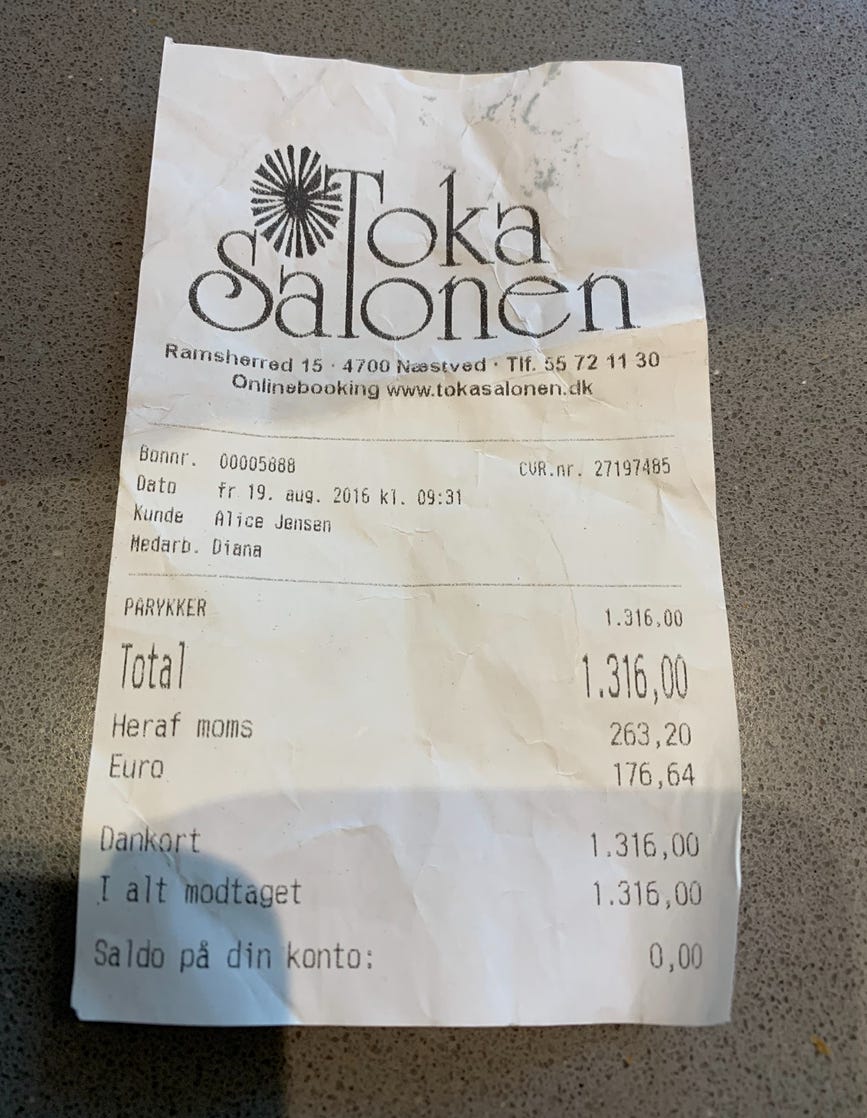 Toka
Salonen
Ramsherred 15 · 4700 Næstved · Tlf. 55 72 11 30
Onlinebooking www.tokasalonen.dk
Bonnr. 00005888 CVR.nr. 27197485
Dato fr 19. aug. 2016 kl. 09:31
Kunde Alice Jensen
Medarb. Diana
PARYKKER 1.316,00
Total 1.316,00
Heraf moms 263,20
Euro 176,64
Dankort 1.316,00
I alt modtaget 1.316,00
Saldo på din konto: 0,00